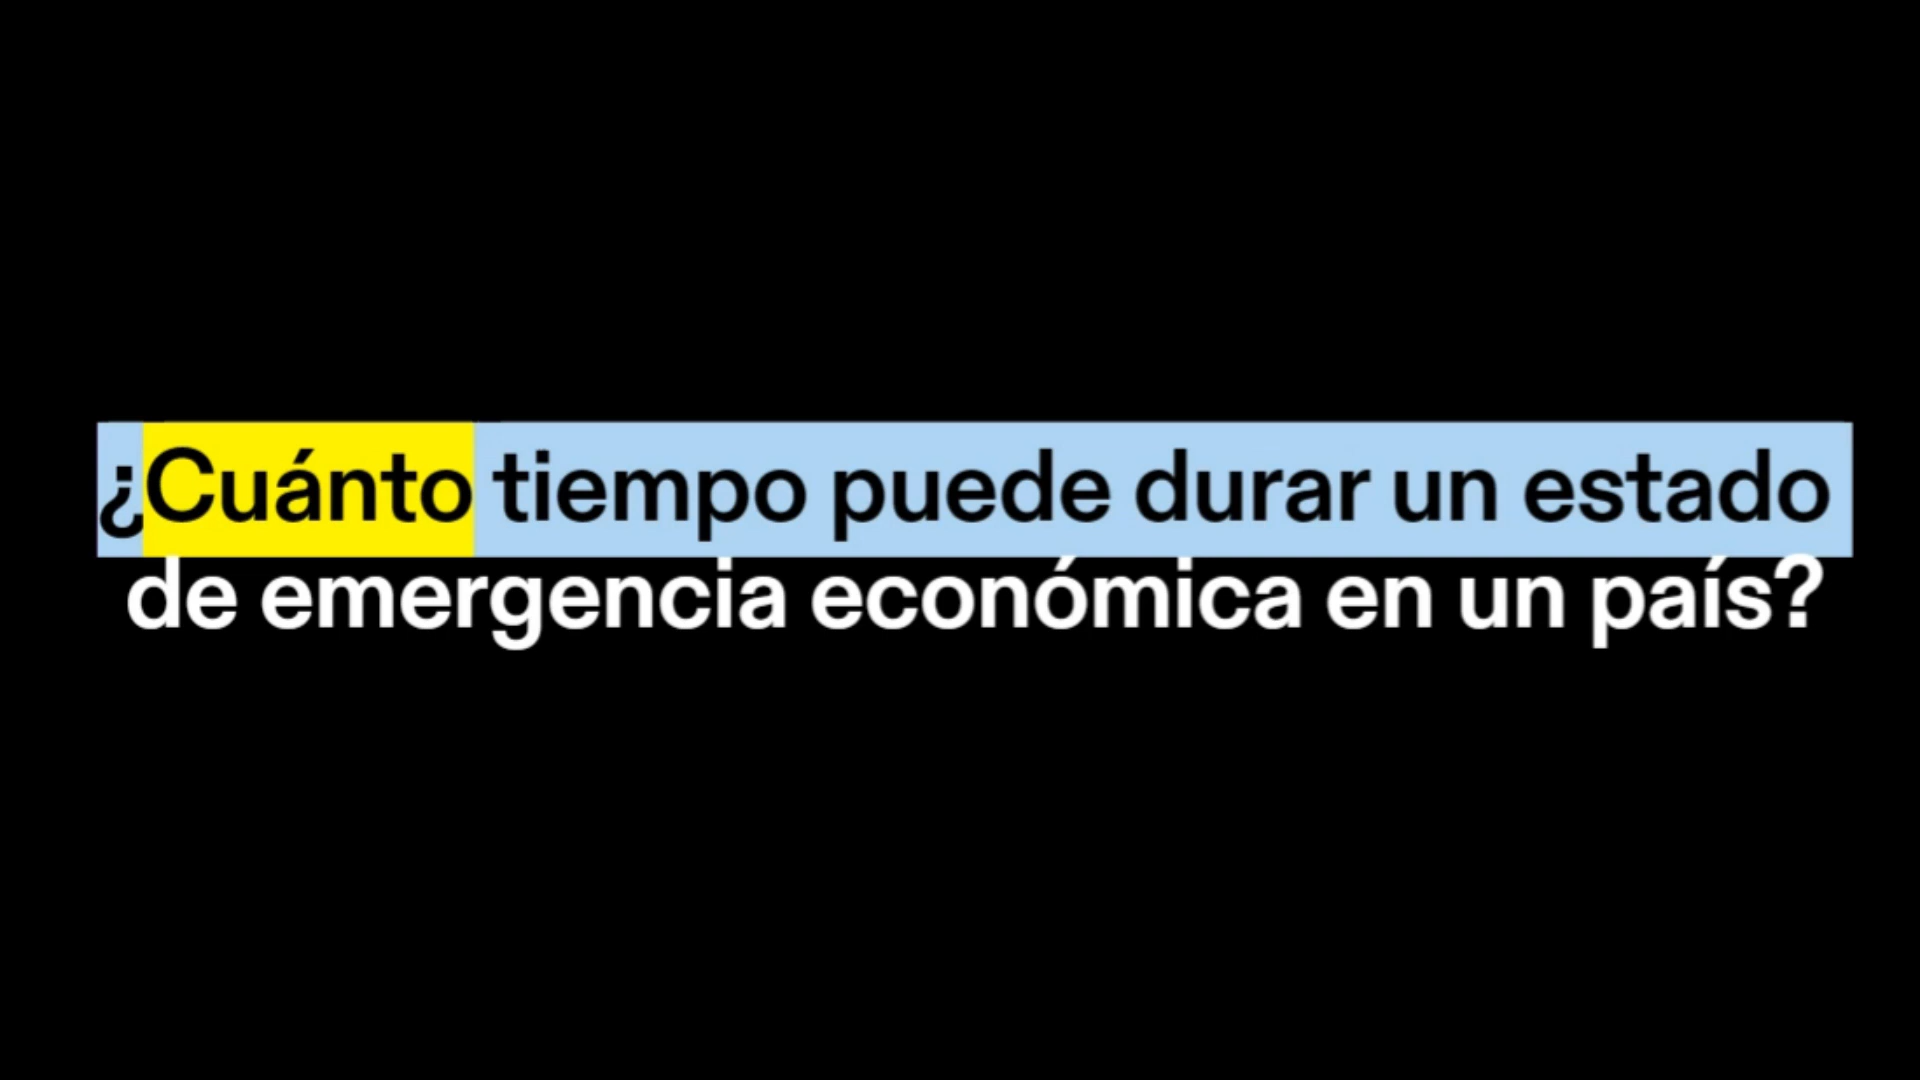 ¿Cuánto tiempo puede durar un estado
de emergencia económica en un país?